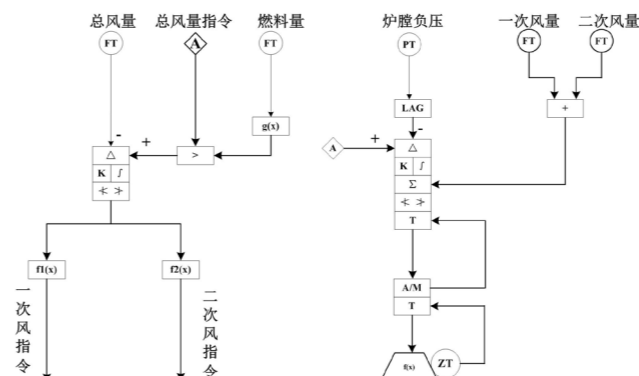 总风量 总风量指令 燃料量 炉膛负压 一次风量 二次风量
FT A FT PT FT FT
LAG +
g(x)
- + > + -
A △
△ K ∫
K ∫ Σ
≮ ≯ ≮ ≯
T
f1(x) f2(x)
A/M
T
一次风指令
二次风指令
f(x) ZT